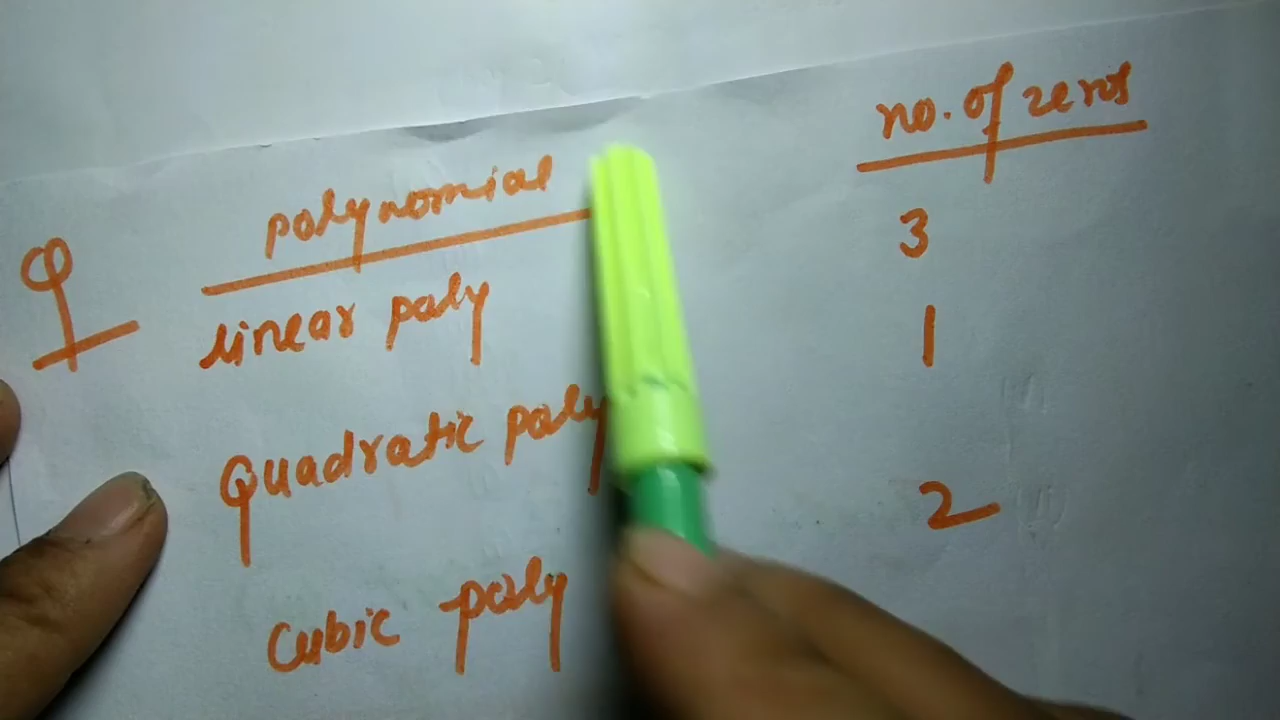 no. of zeros
Q polynomial
linear poly 3
Quadratic poly 1
Cubic poly 2